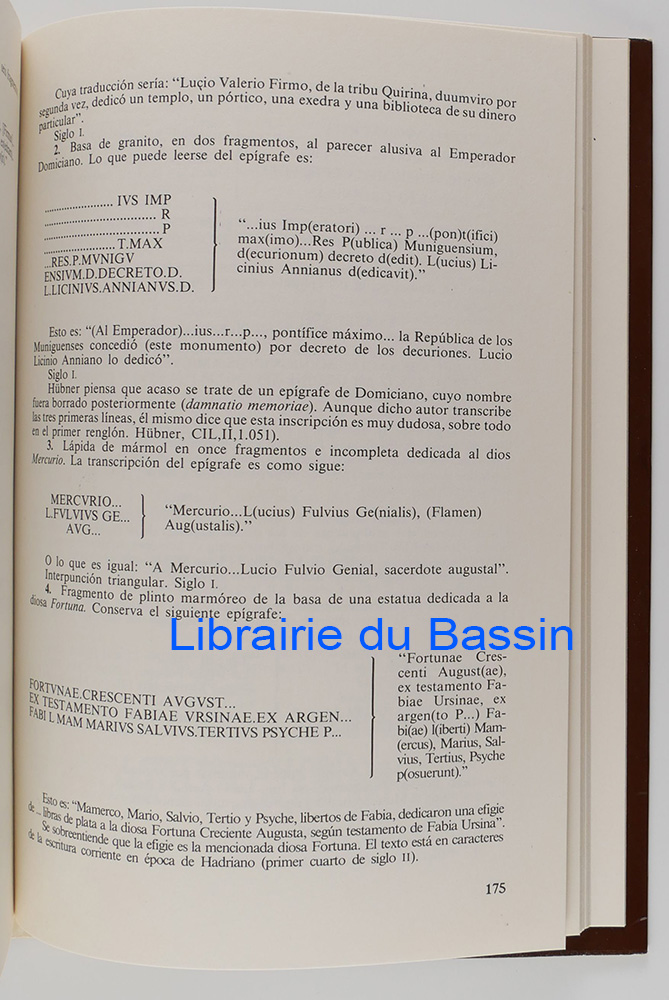 Cuya traducción sería: “Luçio Valerio Firmo, de la tribu Quirina, duumviro por
segunda vez, dedicó un templo, un pórtico, una exedra y una biblioteca de su dinero
particular”.
Siglo I.
2. Basa de granito, en dos fragmentos, al parecer alusiva al Emperador
Domiciano. Lo que puede leerse del epígrafe es:
........................ IVS IMP
....................................... R
........................................ P
......................... T.MAX
...RES.P.MVNIGV
ENSIVM.D.DECRETO.D.
L.LICINIVS.ANNIANVS.D.
“...ius Imp(eratori) ... r ... p ...(pon)t(ifici)
max(imo)...Res P(ublica) Muniguensium,
d(ecurionum) decreto d(edit). L(ucius) Li-
cinius Annianus d(edicavit).”
Esto es: “(Al Emperador)...ius...r...p..., pontífice máximo... la República de los
Muniguenses concedió (este monumento) por decreto de los decuriones. Lucio
Licinio Anniano lo dedicó”.
Siglo I.
Hübner piensa que acaso se trate de un epígrafe de Domiciano, cuyo nombre
fuera borrado posteriormente (damnatio memoriae). Aunque dicho autor transcribe
las tres primeras líneas, él mismo dice que esta inscripción es muy dudosa, sobre todo
en el primer renglón. Hübner, CIL,II,1.051).
3. Lápida de mármol en once fragmentos e incompleta dedicada al dios
Mercurio. La transcripción del epígrafe es como sigue:
MERCVRIO...
L.FVLVIVS GE...
AVG...
“Mercurio...L(ucius) Fulvius Ge(nialis), (Flamen)
Aug(ustalis).”
O lo que es igual: “A Mercurio...Lucio Fulvio Genial, sacerdote augustal”.
Interpunción triangular. Siglo I.
4. Fragmento de plinto marmóreo de la basa de una estatua dedicada a la
diosa Fortuna. Conserva el siguiente epígrafe:
Librairie du Bassin
FORTVNAE.CRESCENTI AVGVST...
EX TESTAMENTO FABIAE VRSINAE.EX ARGEN...
FABI L MAM MARIVS SALVIVS.TERTIVS PSYCHE P...
“Fortunae Cres-
centi August(ae),
ex testamento Fa-
biae Ursinae, ex
argen(to P...) Fa-
bi(ae) l(iberti) Mam-
(ercus), Marius, Sal-
vius, Tertius, Psyche
p(osuerunt).”
Esto es: “Mamerco, Mario, Salvio, Tertio y Psyche, libertos de Fabia, dedicaron una efigie
de ... libras de plata a la diosa Fortuna Creciente Augusta, según testamento de Fabia Ursina”.
Se sobreentiende que la efigie es la mencionada diosa Fortuna. El texto está en caracteres
de la escritura corriente en época de Hadriano (primer cuarto de siglo II).
175